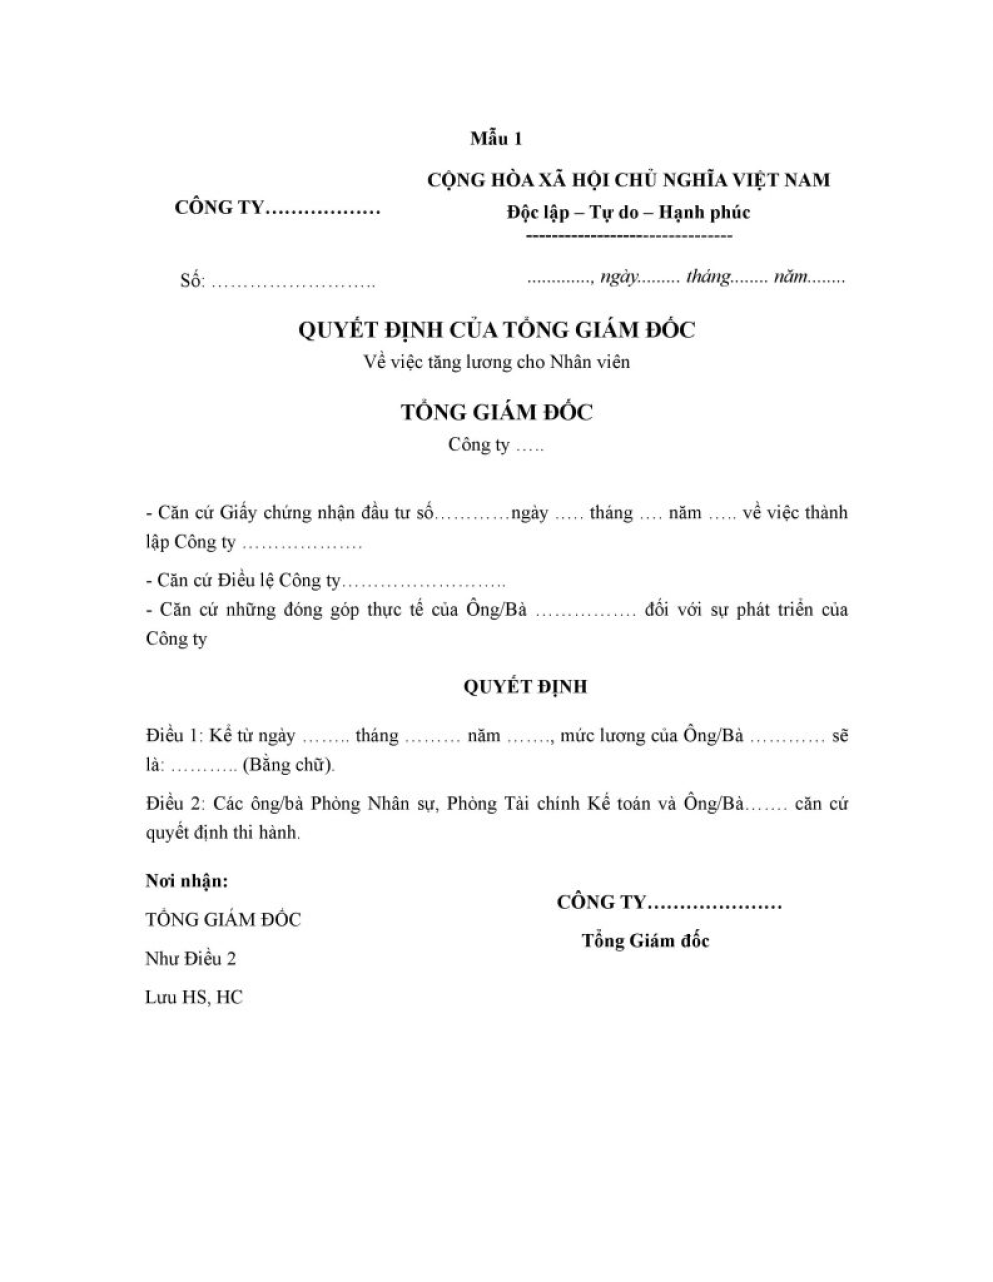 Mẫu 1
CỘNG HÒA XÃ HỘI CHỦ NGHĨA VIỆT NAM
CÔNG TY………………
Độc lập – Tự do – Hạnh phúc
--------------------------------
Số: ……………………..
............., ngày......... tháng........ năm........
QUYẾT ĐỊNH CỦA TỔNG GIÁM ĐỐC
Về việc tăng lương cho Nhân viên
TỔNG GIÁM ĐỐC
Công ty …..
- Căn cứ Giấy chứng nhận đầu tư số…………ngày ….. tháng …. năm ….. về việc thành
lập Công ty ……………….
- Căn cứ Điều lệ Công ty……………………..
- Căn cứ những đóng góp thực tế của Ông/Bà ……………. đối với sự phát triển của
Công ty
QUYẾT ĐỊNH
Điều 1: Kể từ ngày …….. tháng ……… năm ……., mức lương của Ông/Bà ………… sẽ
là: ……….. (Bằng chữ).
Điều 2: Các ông/bà Phòng Nhân sự, Phòng Tài chính Kế toán và Ông/Bà……. căn cứ
quyết định thi hành.
Nơi nhận:
CÔNG TY…………………
TỔNG GIÁM ĐỐC
Tổng Giám đốc
Như Điều 2
Lưu HS, HC